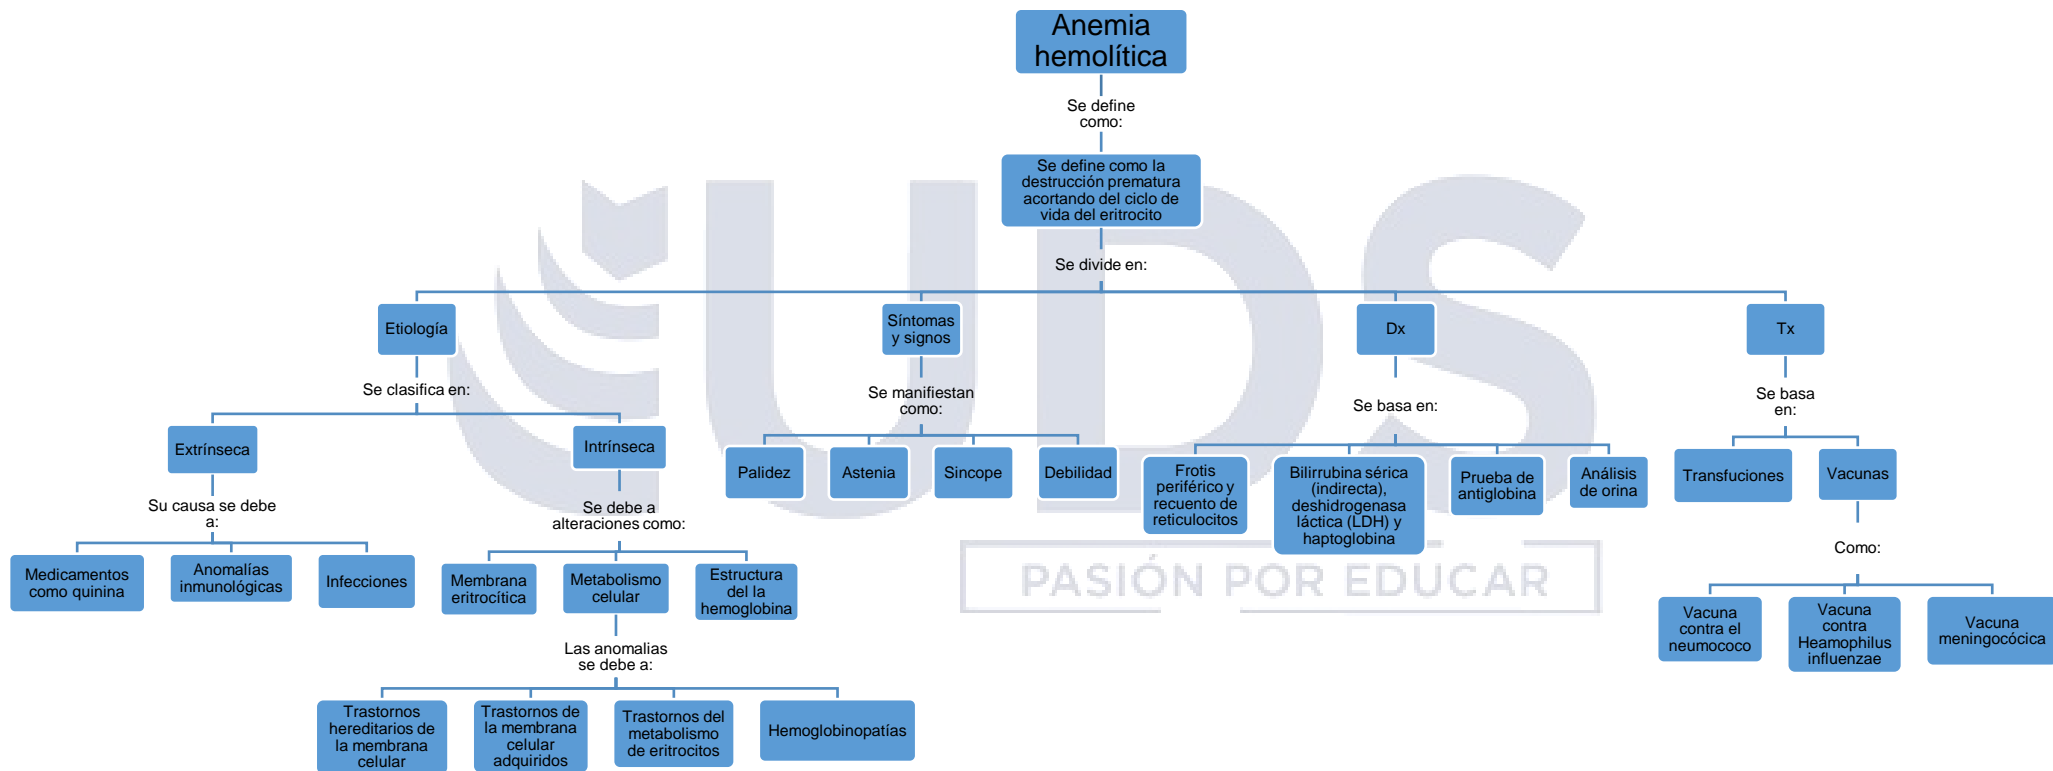 Anemia
hemolítica
Se define
como:
Se define como la
destrucción prematura
acortando del ciclo de
vida del eritrocito
Se divide en:
Etiología
Síntomas
y signos
Dx
Tx
Se clasifica en:
Se manifiestan
como:
Se basa en:
Se basa
en:
Extrínseca
Intrínseca
Palidez
Astenia
Sincope
Debilidad
Frotis
periférico y
recuento de
reticulocitos
Bilirrubina sérica
(indirecta),
deshidrogenasa
láctica (LDH) y
haptoglobina
Prueba de
antiglobina
Análisis
de orina
Transfuciones
Vacunas
Su causa se debe
a:
Se debe a
alteraciones como:
Como:
Medicamentos
como quinina
Anomalías
inmunológicas
Infecciones
Membrana
eritrocítica
Metabolismo
celular
Estructura
del la
hemoglobina
Vacuna
contra el
neumococo
Vacuna
contra
Heamophilus
influenzae
Vacuna
meningocócica
Las anomalias
se debe a:
Trastornos
hereditarios de
la membrana
celular
Trastornos de
la membrana
celular
adquiridos
Trastornos del
metabolismo
de eritrocitos
Hemoglobinopatías
UDS
PASIÓN POR EDUCAR